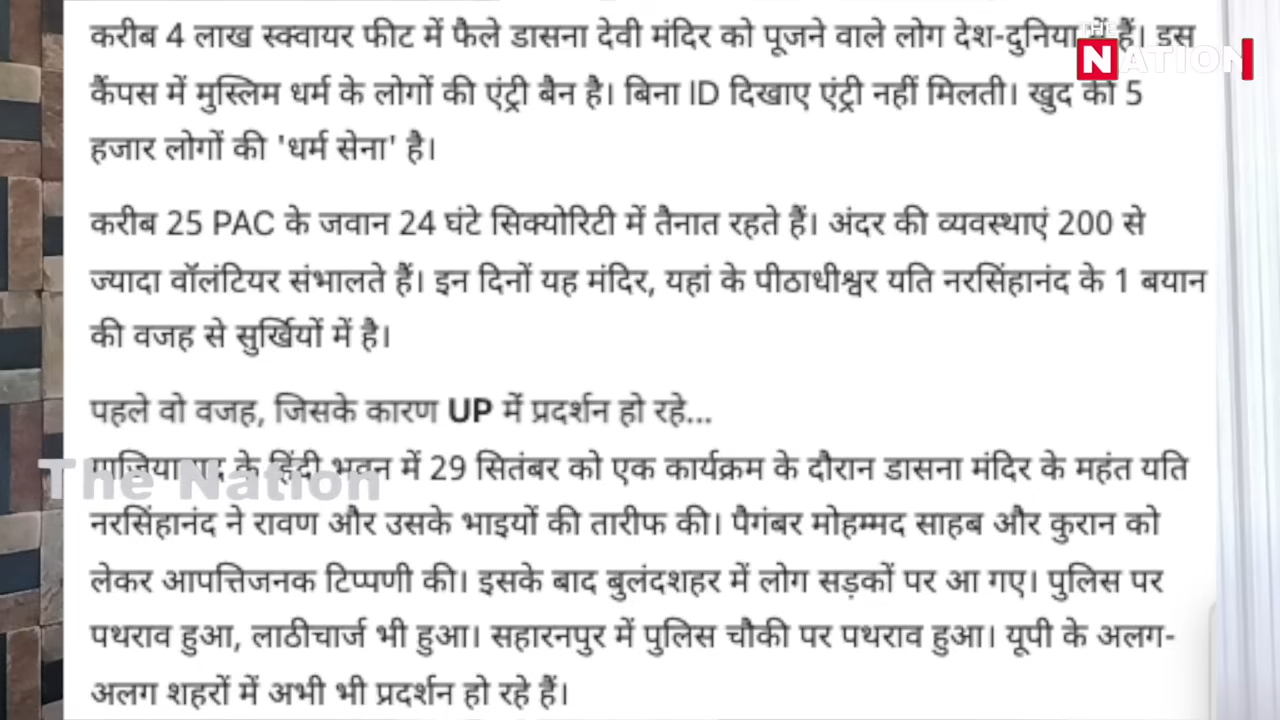 करीब 4 लाख स्क्वायर फीट में फैले डासना देवी मंदिर को पूजने वाले लोग देश-दुनिया में हैं। इस
THE NATION
कैंपस में मुस्लिम धर्म के लोगों की एंट्री बैन है। बिना ID दिखाए एंट्री नहीं मिलती। खुद की 5
हजार लोगों की 'धर्म सेना' है।
करीब 25 PAC के जवान 24 घंटे सिक्योरिटी में तैनात रहते हैं। अंदर की व्यवस्थाएं 200 से
ज्यादा वॉलंटियर संभालते हैं। इन दिनों यह मंदिर, यहां के पीठाधीश्वर यति नरसिंहानंद के 1 बयान
की वजह से सुर्खियों में है।
पहले वो वजह, जिसके कारण UP में प्रदर्शन हो रहे...
गाजियाबाद के हिंदी भवन में 29 सितंबर को एक कार्यक्रम के दौरान डासना मंदिर के महंत यति
The Nation
नरसिंहानंद ने रावण और उसके भाइयों की तारीफ की। पैगंबर मोहम्मद साहब और कुरान को
लेकर आपत्तिजनक टिप्पणी की। इसके बाद बुलंदशहर में लोग सड़कों पर आ गए। पुलिस पर
पथराव हुआ, लाठीचार्ज भी हुआ। सहारनपुर में पुलिस चौकी पर पथराव हुआ। यूपी के अलग-
अलग शहरों में अभी भी प्रदर्शन हो रहे हैं।